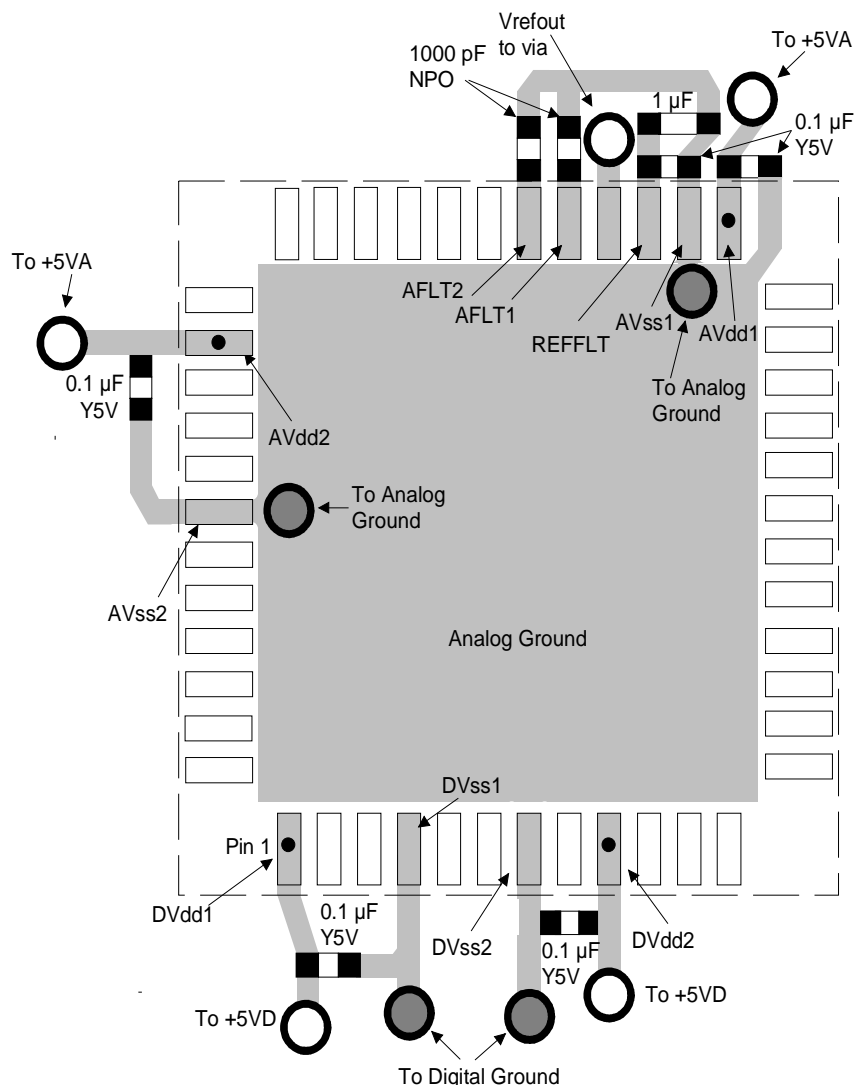 Vrefout
to via
To +5VA
1000 pF
NPO
1 µF
0.1 µF
Y5V
To +5VA
AFLT2
AFLT1
REFFLT
AVss1
AVdd1
0.1 µF
Y5V
To Analog
Ground
AVdd2
To Analog
Ground
AVss2
Analog Ground
DVss1
Pin 1
DVdd1
0.1 µF
Y5V
DVss2
0.1 µF
Y5V
DVdd2
To +5VD
To +5VD
To Digital Ground